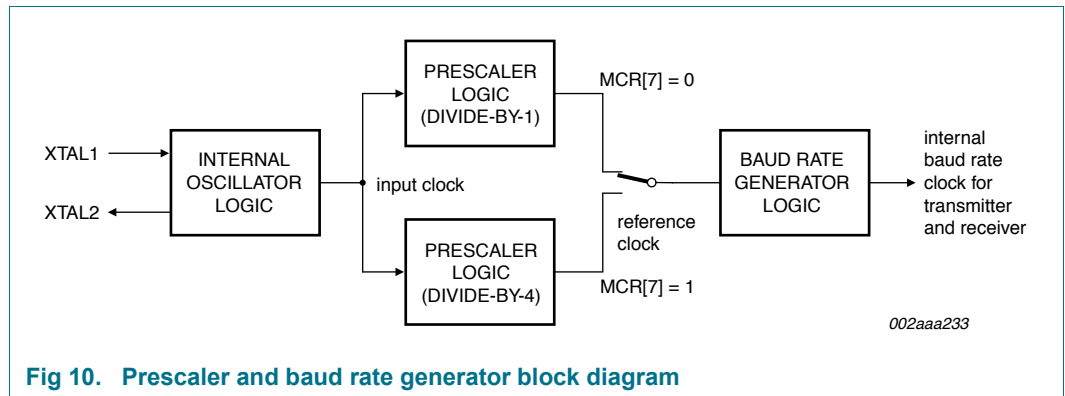 PRESCALER
LOGIC
(DIVIDE-BY-1)
MCR[7] = 0
XTAL1
XTAL2
INTERNAL
OSCILLATOR
LOGIC
input clock
BAUD RATE
GENERATOR
LOGIC
internal
baud rate
clock for
transmitter
and receiver
reference
clock
PRESCALER
LOGIC
(DIVIDE-BY-4)
MCR[7] = 1
002aaa233
Fig 10. Prescaler and baud rate generator block diagram